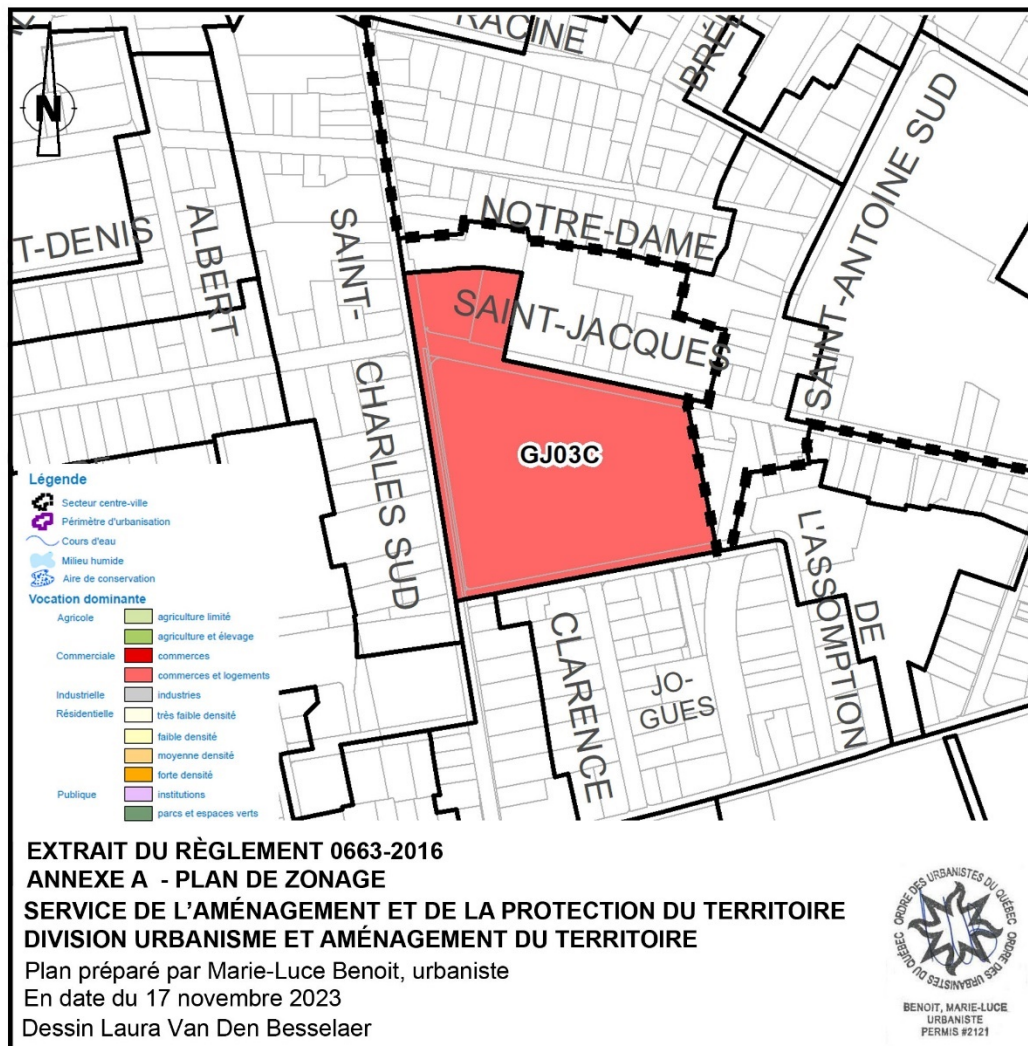 RACINE
BRÉB
N
T-DENIS
ALBERT
SAINT-
CHARLES SUD
NOTRE-DAME
SAINT-JACQUES
SAINT-ANTOINE SUD
GJ03C
CLARENCE
JO-
GUES
L'ASSOMPTION
DE
Légende
Secteur centre-ville
Périmètre d'urbanisation
Cours d'eau
Milieu humide
Aire de conservation
Vocation dominante
Agricole agriculture limité
agriculture et élevage
Commerciale commerces
commerces et logements
Industrielle industries
Résidentielle très faible densité
faible densité
moyenne densité
forte densité
Publique institutions
parcs et espaces verts
EXTRAIT DU RÈGLEMENT 0663-2016
ANNEXE A - PLAN DE ZONAGE
SERVICE DE L'AMÉNAGEMENT ET DE LA PROTECTION DU TERRITOIRE
DIVISION URBANISME ET AMÉNAGEMENT DU TERRITOIRE
Plan préparé par Marie-Luce Benoit, urbaniste
En date du 17 novembre 2023
Dessin Laura Van Den Besselaer
ORDRE DES URBANISTES DU QUÉBEC ORDRE DES URBANISTES DU QUÉBEC
BENOIT, MARIE-LUCE
URBANISTE
PERMIS #2121